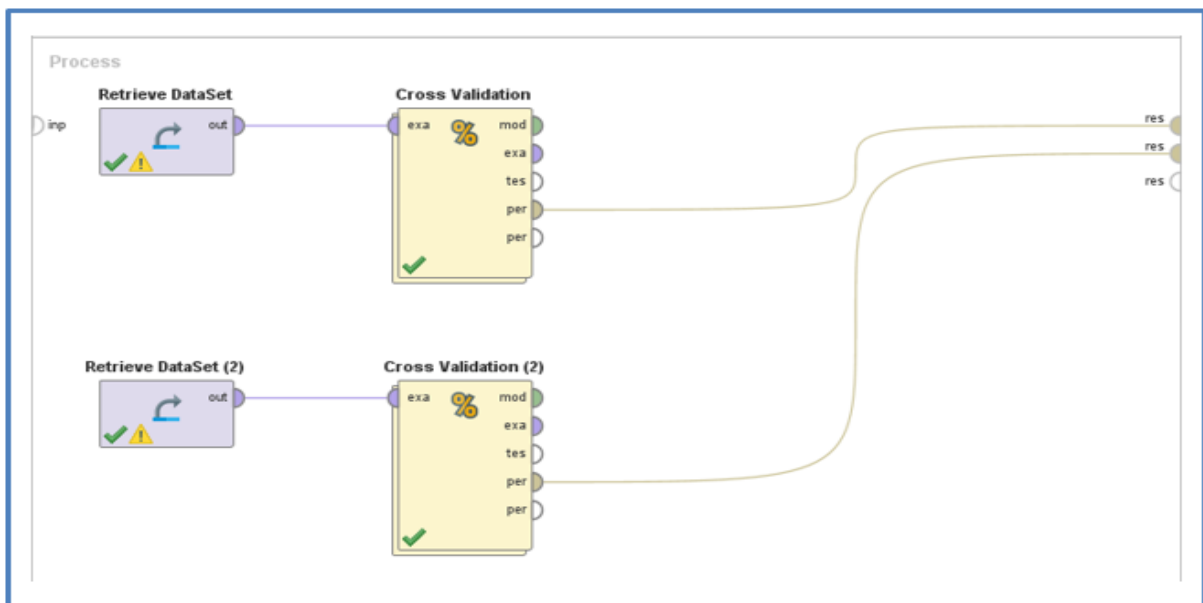 Process
Retrieve DataSet
Cross Validation
inp
out
exa
mod
res
exa
res
tes
res
per
per
Retrieve DataSet (2)
Cross Validation (2)
out
exa
mod
exa
tes
per
per